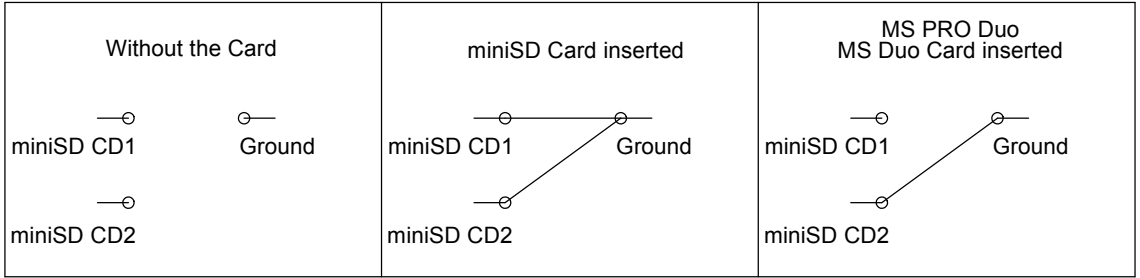 Without the Card
miniSD CD1
Ground
miniSD CD2
miniSD Card inserted
miniSD CD1
Ground
miniSD CD2
MS PRO Duo
MS Duo Card inserted
miniSD CD1
Ground
miniSD CD2